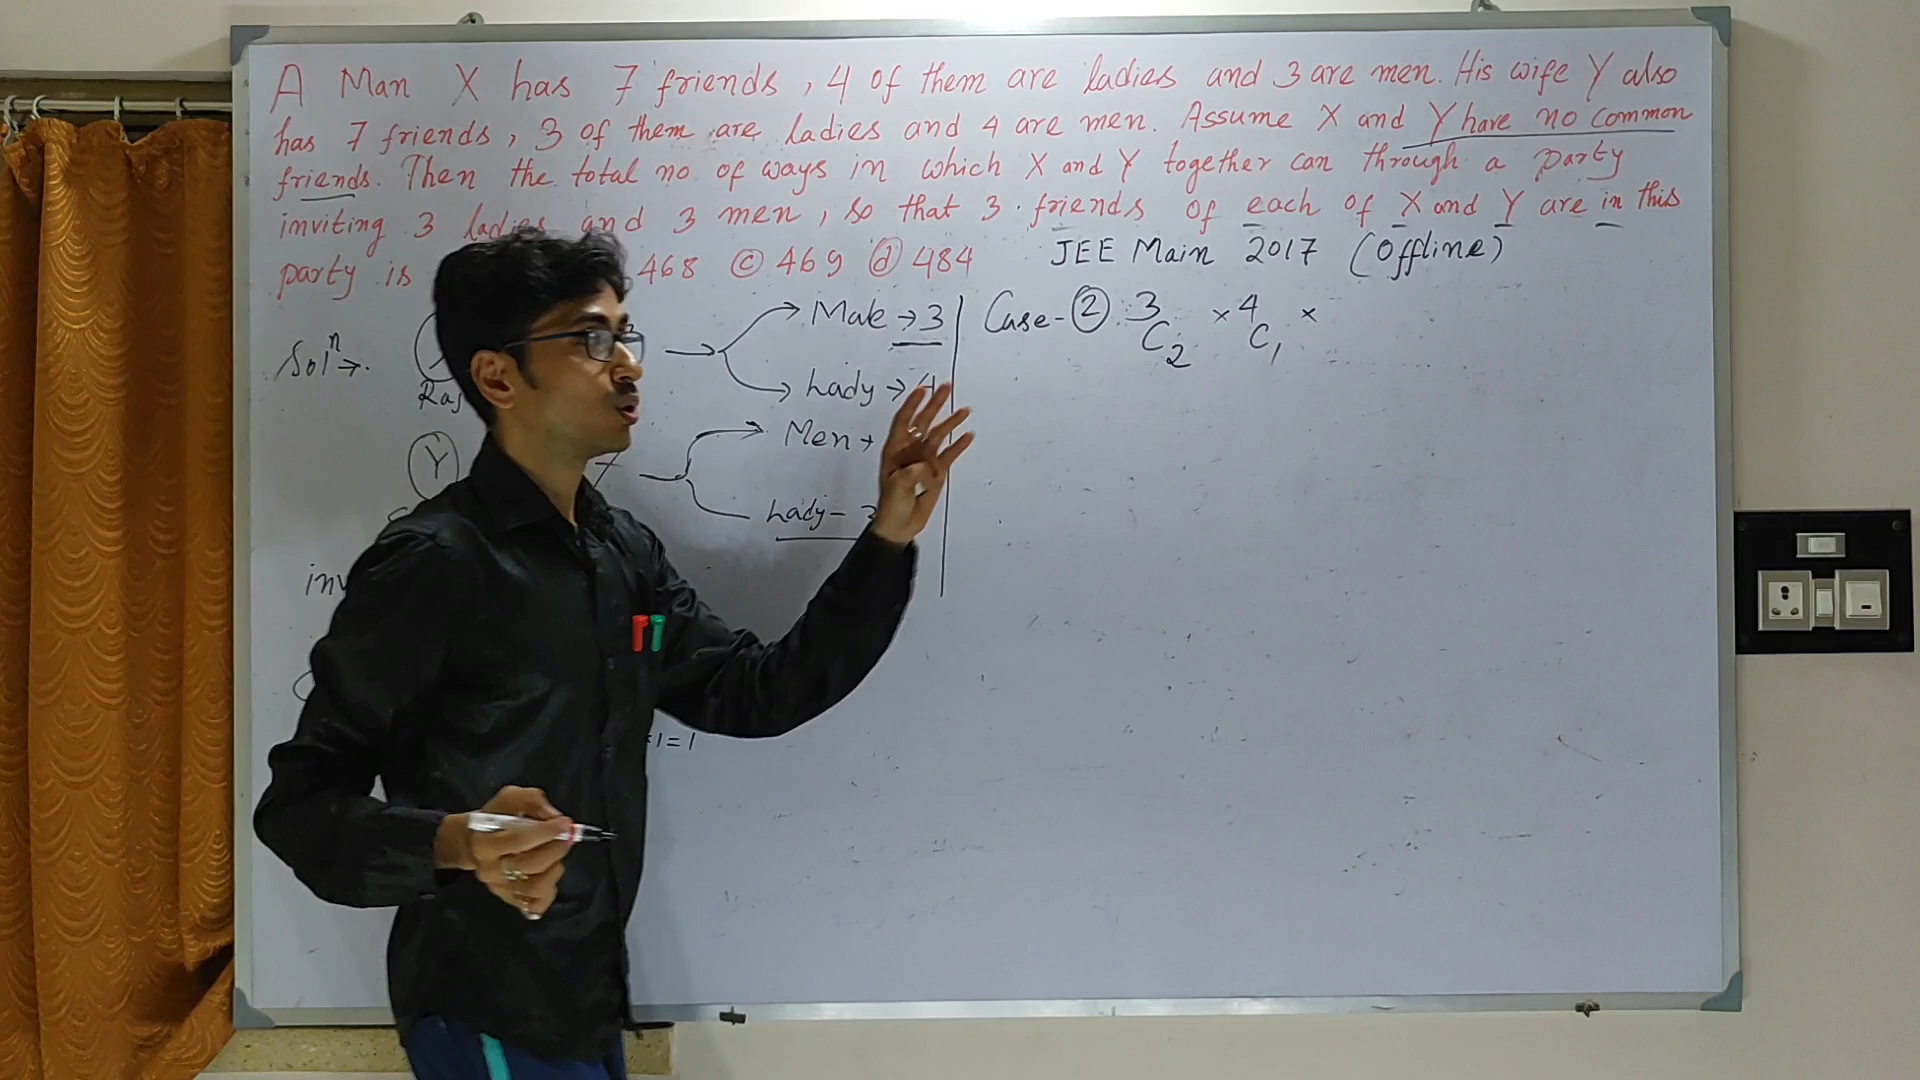 A Man X has 7 friends, 4 of them are ladies and 3 are men. His wife Y also
has 7 friends, 3 of them are ladies and 4 are men. Assume X and Y have no common
friends. Then the total no of ways in which X and Y together can through a party
inviting 3 ladies and 3 men, so that 3 friends of each of X and Y are in this
party is 468 ⓒ 469 ⓓ 484 JEE Main 2017 (Offline)
Solⁿ →. Male → 3
Lady → 4
Raj
Y Men →
Lady -
inv
×1=1
Case-② : ³C₂ × ⁴C₁ ×